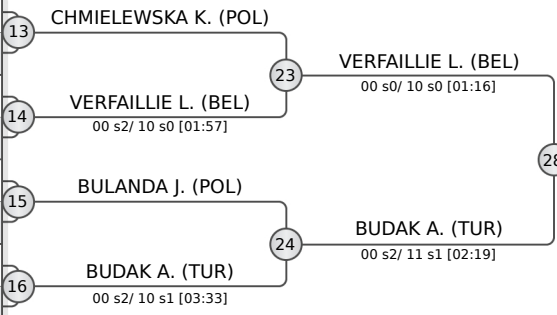 CHMIELEWSKA K. (POL)
13
23
VERFAILLIE L. (BEL)
00 s0/ 10 s0 [01:16]
VERFAILLIE L. (BEL)
14
00 s2/ 10 s0 [01:57]
28
BULANDA J. (POL)
15
24
BUDAK A. (TUR)
00 s2/ 11 s1 [02:19]
BUDAK A. (TUR)
16
00 s2/ 10 s1 [03:33]